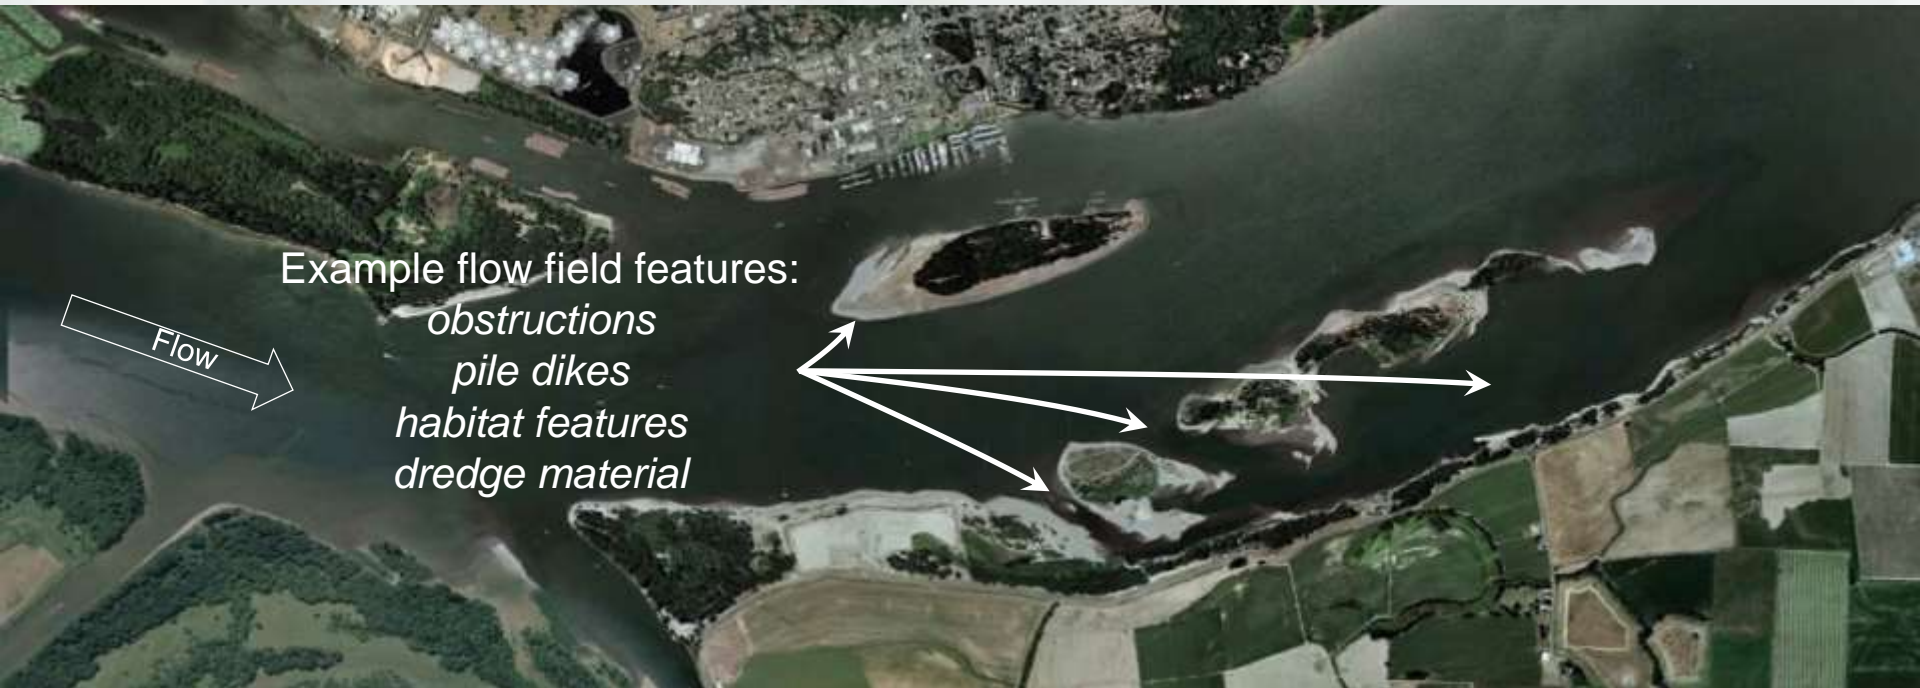 Example flow field features:
obstructions
Flow
pile dikes
habitat features
dredge material